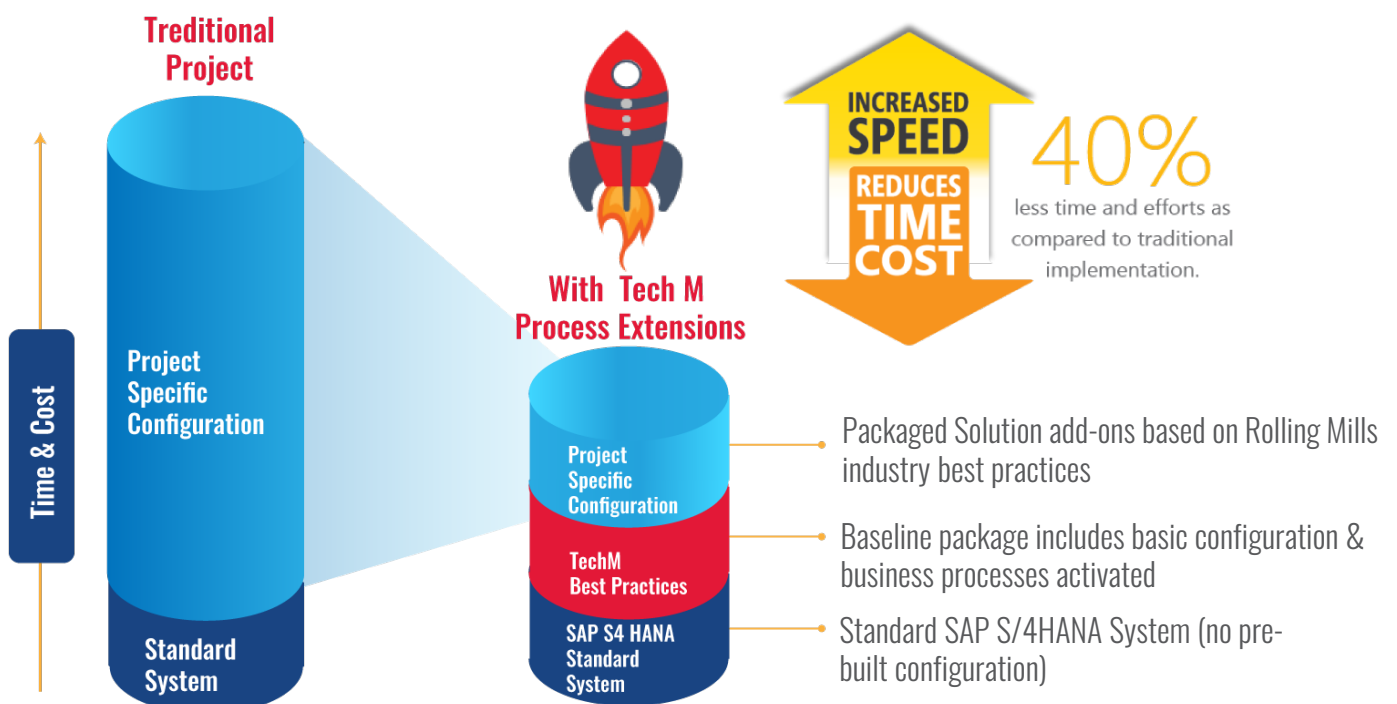 Treditional
Project
Time & Cost
Project
Specific
Configuration
Standard
System
With Tech M
Process Extensions
Project
Specific
Configuration
TechM
Best Practices
SAP S4 HANA
Standard
System
INCREASED
SPEED
REDUCES
TIME
COST
40%
less time and efforts as
compared to traditional
implementation.
Packaged Solution add-ons based on Rolling Mills
industry best practices
Baseline package includes basic configuration &
business processes activated
Standard SAP S/4HANA System (no pre-
built configuration)